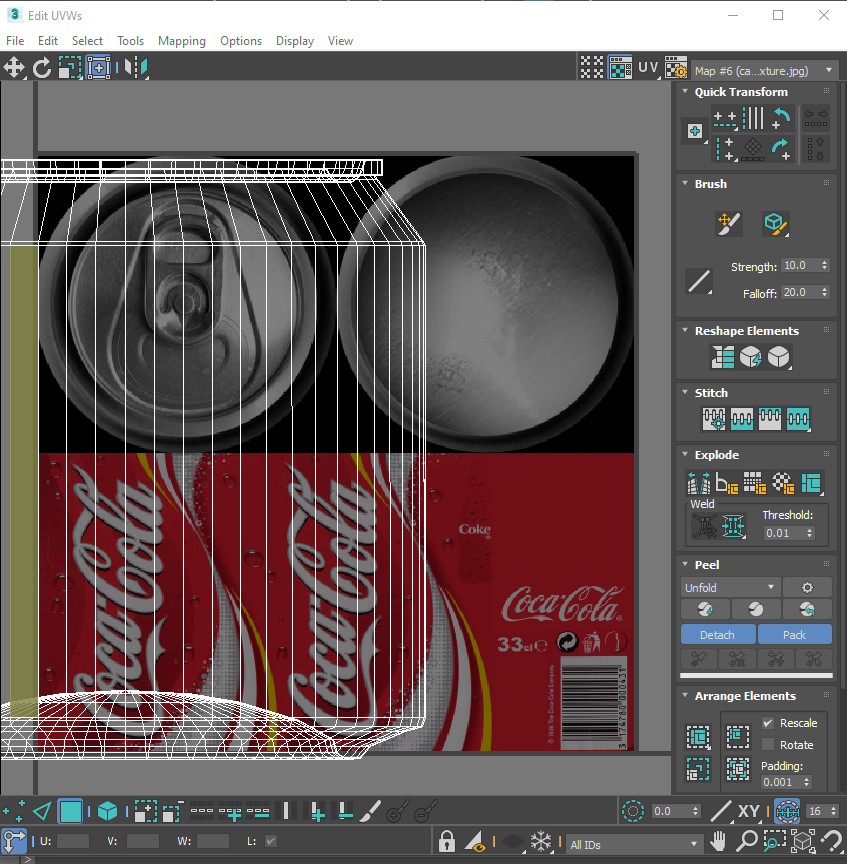 3 Edit UVWs
File Edit Select Tools Mapping Options Display View
UV Map #6 (ca...xture.jpg)
Quick Transform
Brush
Strength: 10.0
Falloff: 20.0
Reshape Elements
Stitch
Explode
Weld
Threshold:
0.01
Peel
Unfold
Detach Pack
Arrange Elements
Rescale
Rotate
Padding:
0.001
Coca-Cola
Coca-Cola
Coke
Coca-Cola
33cl e
0.0 XY 16
U: V: W: L: All IDs
>